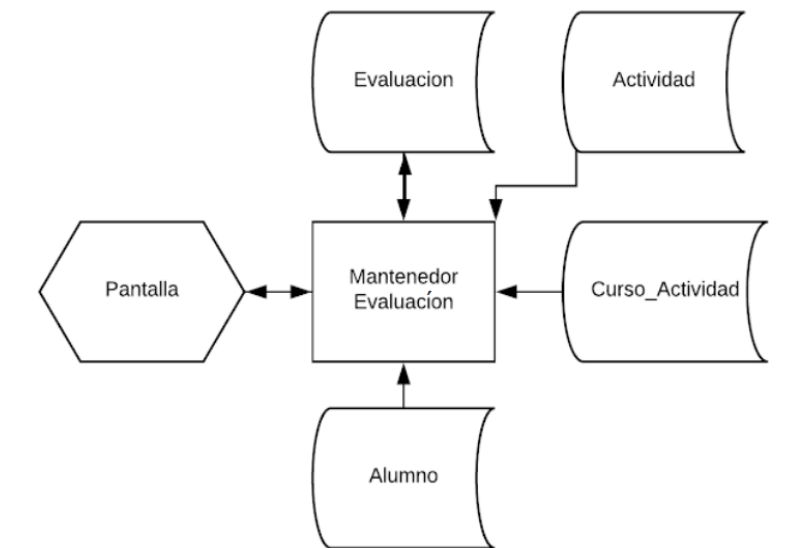 Evaluacion
Actividad
Pantalla
Mantenedor
Evaluacíon
Curso_Actividad
Alumno